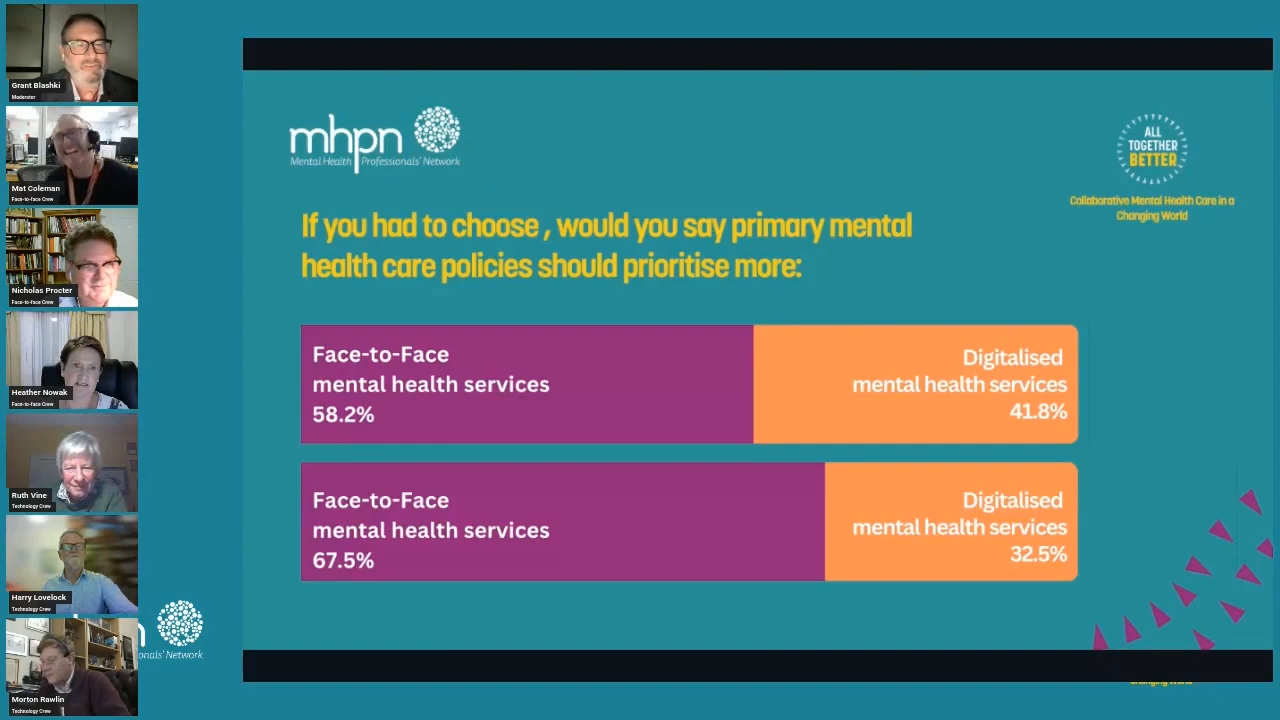 Grant Blashki
Moderator
Mat Coleman
Face-to-face Crew
Nicholas Procter
Face-to-face Crew
Heather Nowak
Face-to-face Crew
Ruth Vine
Technology Crew
Harry Lovelock
Technology Crew
Morton Rawlin
Technology Crew
onals' Network
mhpn
Mental Health Professionals' Network
ALL
TOGETHER
BETTER
Collaborative Mental Health Care in a
Changing World
If you had to choose , would you say primary mental
health care policies should prioritise more:
Face-to-Face
mental health services
58.2%
Digitalised
mental health services
41.8%
Face-to-Face
mental health services
67.5%
Digitalised
mental health services
32.5%
Changing World